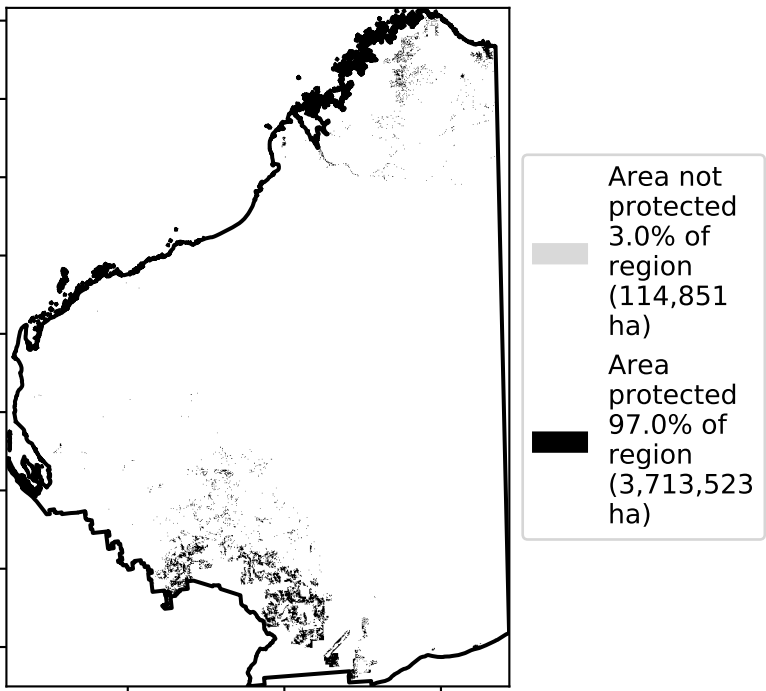 Area not
protected
3.0% of
region
(114,851
ha)
Area
protected
97.0% of
region
(3,713,523
ha)